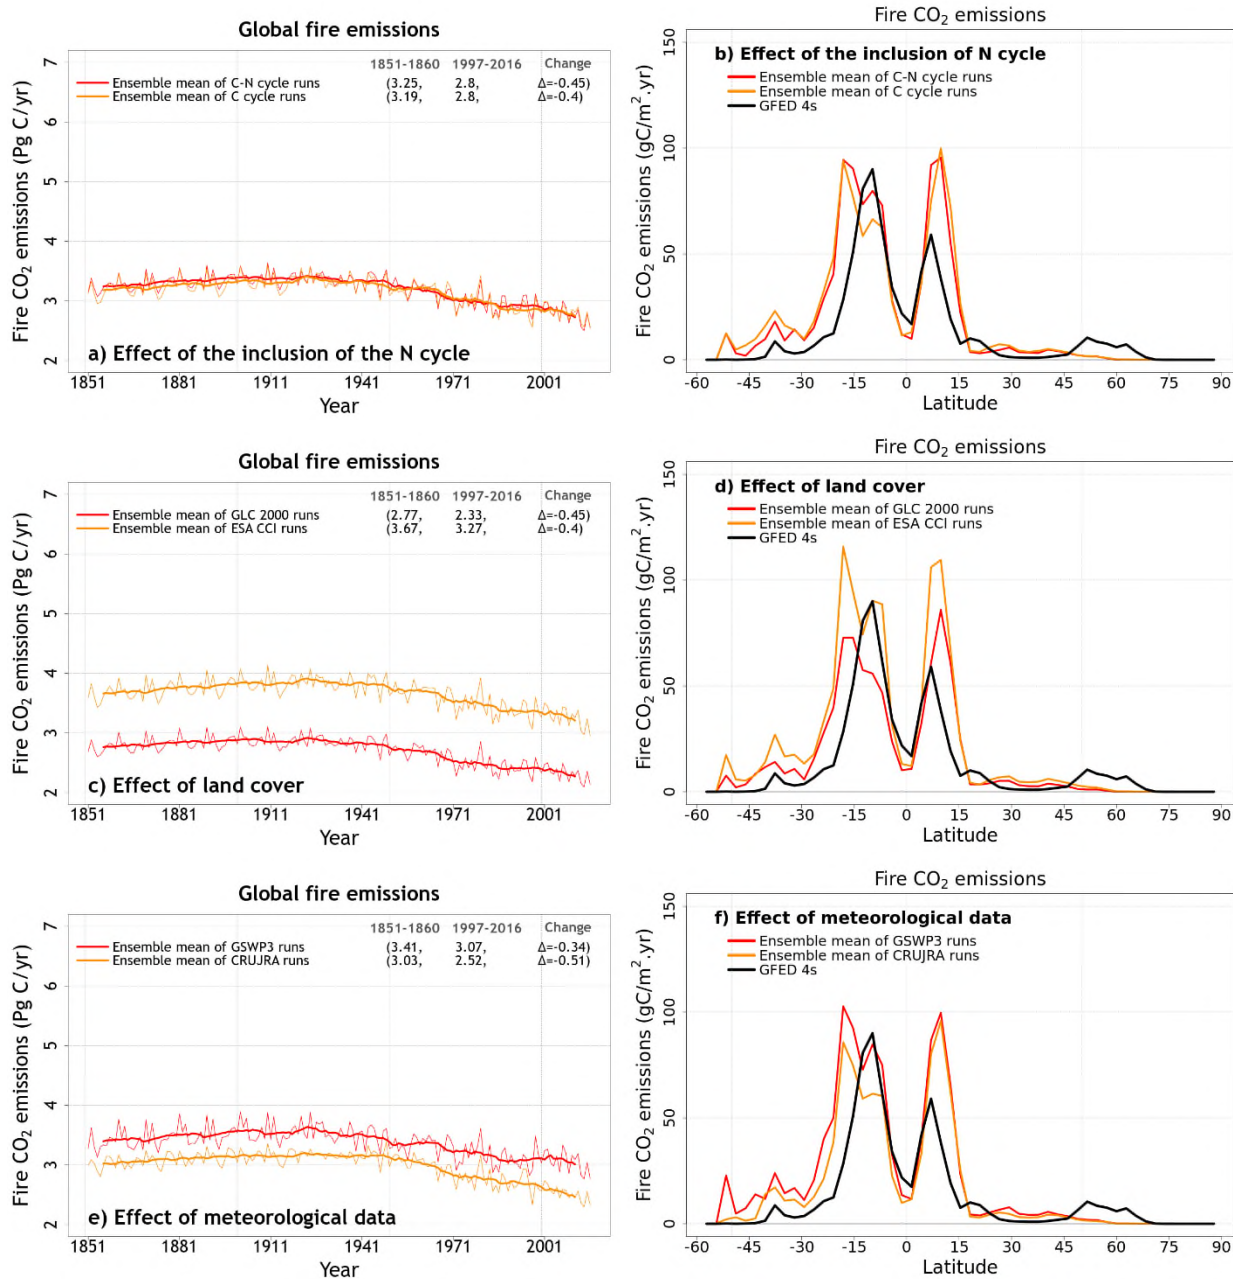 Global fire emissions
Fire CO2 emissions (Pg C/yr)
7
6
5
4
3
2
1851-1860 1997-2016 Change
Ensemble mean of C-N cycle runs (3.25, 2.8, Δ=-0.45)
Ensemble mean of C cycle runs (3.19, 2.8, Δ=-0.4)
a) Effect of the inclusion of the N cycle
1851 1881 1911 1941 1971 2001
Year
Fire CO2 emissions
Fire CO2 emissions (gC/m2.yr)
150
100
50
0
b) Effect of the inclusion of N cycle
Ensemble mean of C-N cycle runs
Ensemble mean of C cycle runs
GFED 4s
-60 -45 -30 -15 0 15 30 45 60 75 90
Latitude
Global fire emissions
Fire CO2 emissions (Pg C/yr)
7
6
5
4
3
2
1851-1860 1997-2016 Change
Ensemble mean of GLC 2000 runs (2.77, 2.33, Δ=-0.45)
Ensemble mean of ESA CCI runs (3.67, 3.27, Δ=-0.4)
c) Effect of land cover
1851 1881 1911 1941 1971 2001
Year
Fire CO2 emissions
Fire CO2 emissions (gC/m2.yr)
150
100
50
0
d) Effect of land cover
Ensemble mean of GLC 2000 runs
Ensemble mean of ESA CCI runs
GFED 4s
-60 -45 -30 -15 0 15 30 45 60 75 90
Latitude
Global fire emissions
Fire CO2 emissions (Pg C/yr)
7
6
5
4
3
2
1851-1860 1997-2016 Change
Ensemble mean of GSWP3 runs (3.41, 3.07, Δ=-0.34)
Ensemble mean of CRUJRA runs (3.03, 2.52, Δ=-0.51)
e) Effect of meteorological data
1851 1881 1911 1941 1971 2001
Year
Fire CO2 emissions
Fire CO2 emissions (gC/m2.yr)
150
100
50
0
f) Effect of meteorological data
Ensemble mean of GSWP3 runs
Ensemble mean of CRUJRA runs
GFED 4s
-60 -45 -30 -15 0 15 30 45 60 75 90
Latitude